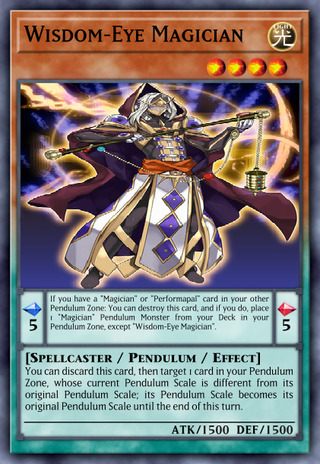 Wisdom-Eye Magician
LIGHT
光
If you have a "Magician" or "Performapal" card in your other
Pendulum Zone: You can destroy this card, and if you do, place
1 "Magician" Pendulum Monster from your Deck in your
Pendulum Zone, except "Wisdom-Eye Magician".
5
5
[Spellcaster / Pendulum / Effect]
You can discard this card, then target 1 card in your Pendulum
Zone, whose current Pendulum Scale is different from its
original Pendulum Scale; its Pendulum Scale becomes its
original Pendulum Scale until the end of this turn.
ATK/1500 DEF/1500